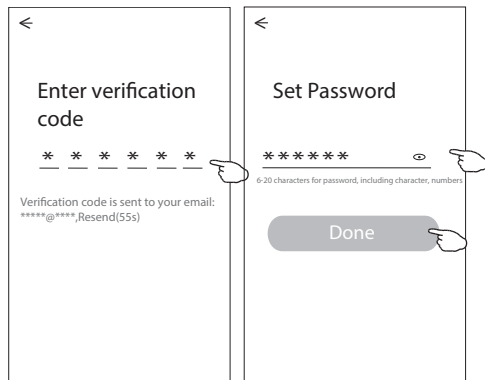 Enter verification
code
* * * * * *
Verification code is sent to your email:
*****@****,Resend(55s)
Set Password
******
6-20 characters for password, including character, numbers
Done